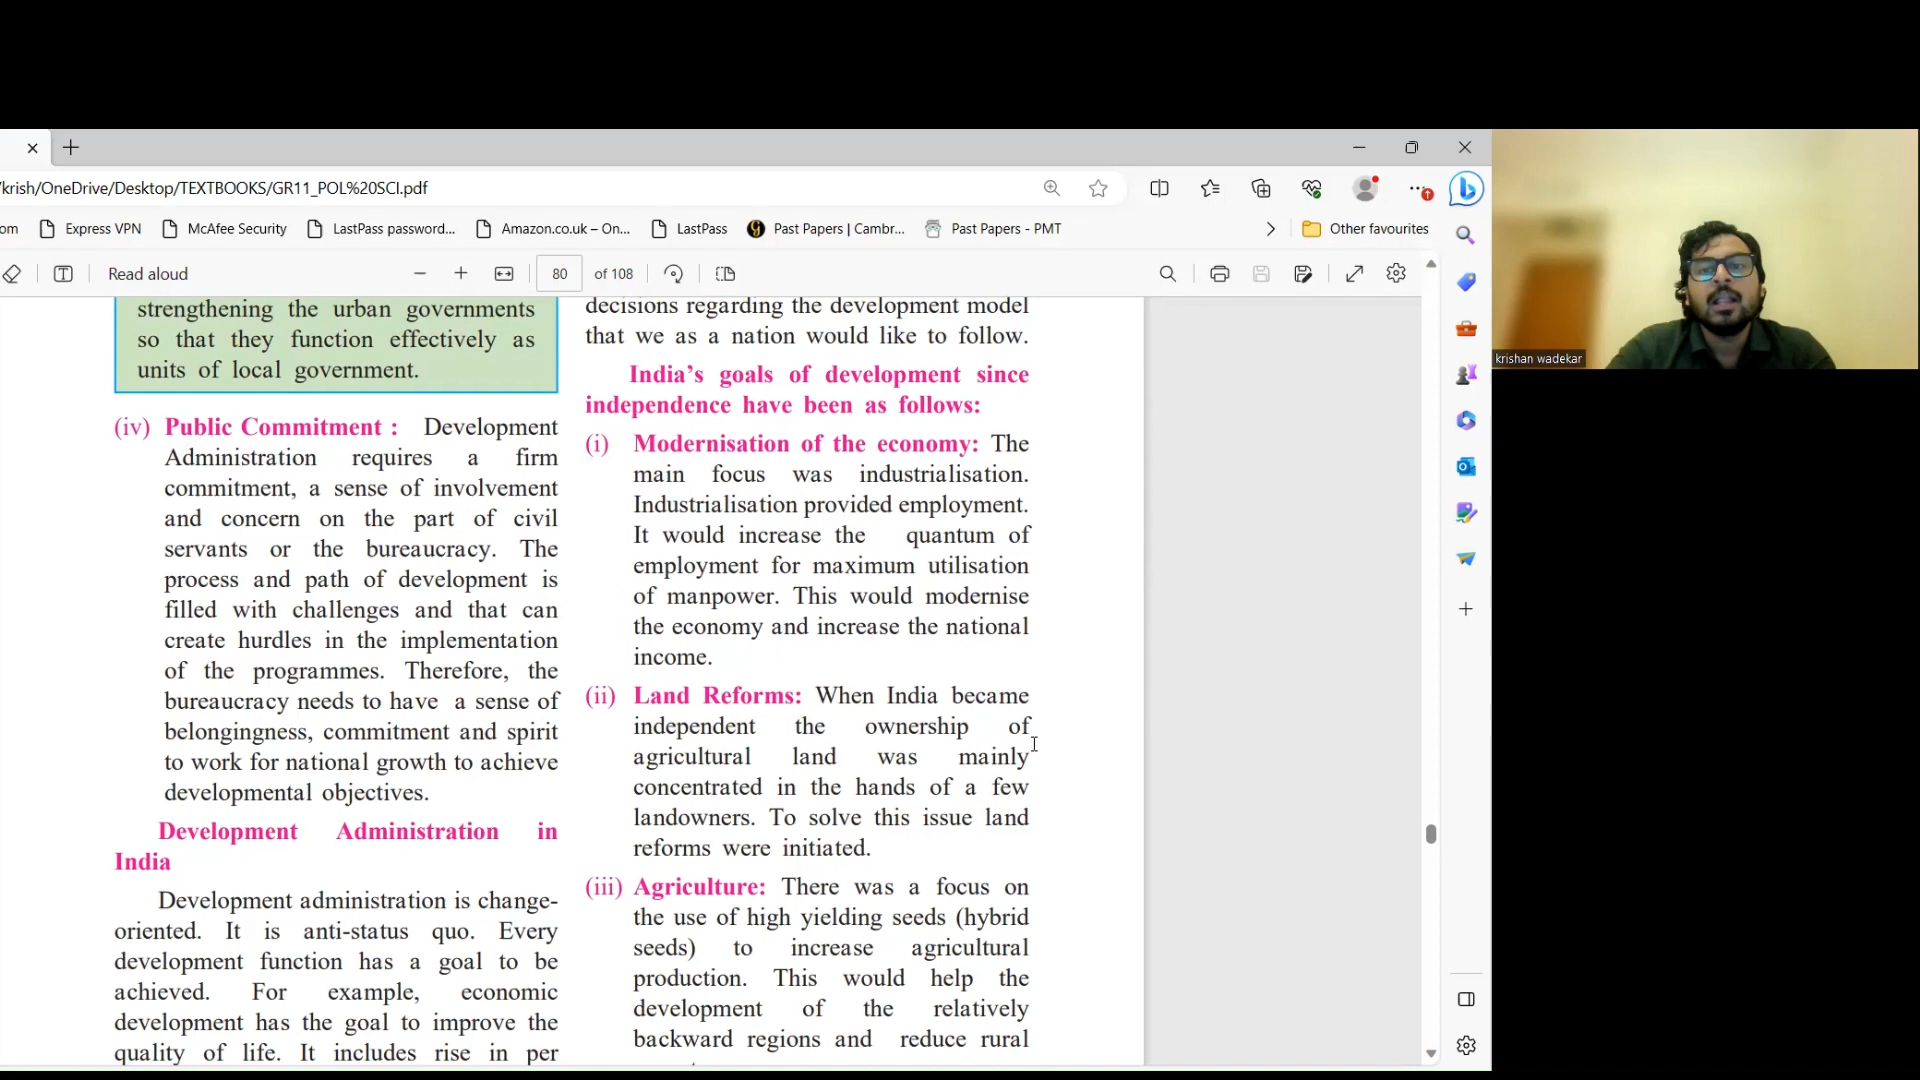 /krish/OneDrive/Desktop/TEXTBOOKS/GR11_POL%20SCI.pdf
om
Express VPN
McAfee Security
LastPass password...
Amazon.co.uk – On...
LastPass
Past Papers | Cambr...
Past Papers - PMT
Other favourites
Read aloud
80
of 108
strengthening the urban governments
so that they function effectively as
units of local government.
(iv) Public Commitment : Development
Administration requires a firm
commitment, a sense of involvement
and concern on the part of civil
servants or the bureaucracy. The
process and path of development is
filled with challenges and that can
create hurdles in the implementation
of the programmes. Therefore, the
bureaucracy needs to have a sense of
belongingness, commitment and spirit
to work for national growth to achieve
developmental objectives.
Development Administration in
India
Development administration is change-
oriented. It is anti-status quo. Every
development function has a goal to be
achieved. For example, economic
development has the goal to improve the
quality of life. It includes rise in per
decisions regarding the development model
that we as a nation would like to follow.
India’s goals of development since
independence have been as follows:
(i) Modernisation of the economy: The
main focus was industrialisation.
Industrialisation provided employment.
It would increase the quantum of
employment for maximum utilisation
of manpower. This would modernise
the economy and increase the national
income.
(ii) Land Reforms: When India became
independent the ownership of
agricultural land was mainly
concentrated in the hands of a few
landowners. To solve this issue land
reforms were initiated.
(iii) Agriculture: There was a focus on
the use of high yielding seeds (hybrid
seeds) to increase agricultural
production. This would help the
development of the relatively
backward regions and reduce rural
krishan wadekar